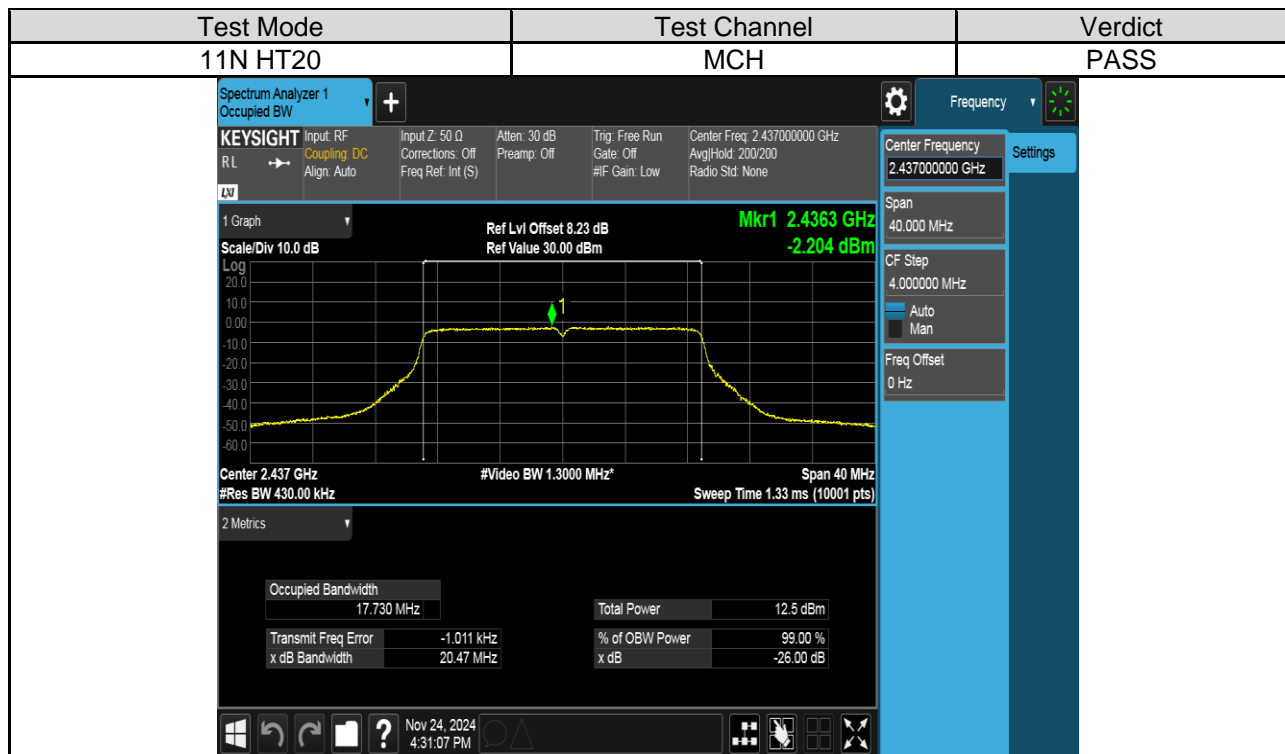 Test Mode Test Channel Verdict
11N HT20 MCH PASS
Spectrum Analyzer 1
Occupied BW
+
Frequency
KEYSIGHT
R L
LXI
Input: RF
Coupling: DC
Align: Auto
Input Z: 50 Ω
Corrections: Off
Freq Ref: Int (S)
Atten: 30 dB
Preamp: Off
Trig: Free Run
Gate: Off
#IF Gain: Low
Center Freq: 2.437000000 GHz
Avg|Hold: 200/200
Radio Std: None
Center Frequency
2.437000000 GHz
Settings
Span
40.000 MHz
CF Step
4.000000 MHz
Auto
Man
Freq Offset
0 Hz
1 Graph
Scale/Div 10.0 dB
Ref Lvl Offset 8.23 dB
Ref Value 30.00 dBm
Mkr1 2.4363 GHz
-2.204 dBm
Log
20.0
10.0
0.00
-10.0
-20.0
-30.0
-40.0
-50.0
-60.0
1
Center 2.437 GHz
#Res BW 430.00 kHz
#Video BW 1.3000 MHz*
Span 40 MHz
Sweep Time 1.33 ms (10001 pts)
2 Metrics
Occupied Bandwidth
17.730 MHz
Total Power 12.5 dBm
Transmit Freq Error -1.011 kHz
% of OBW Power 99.00 %
x dB Bandwidth 20.47 MHz
x dB -26.00 dB
?
Nov 24, 2024
4:31:07 PM